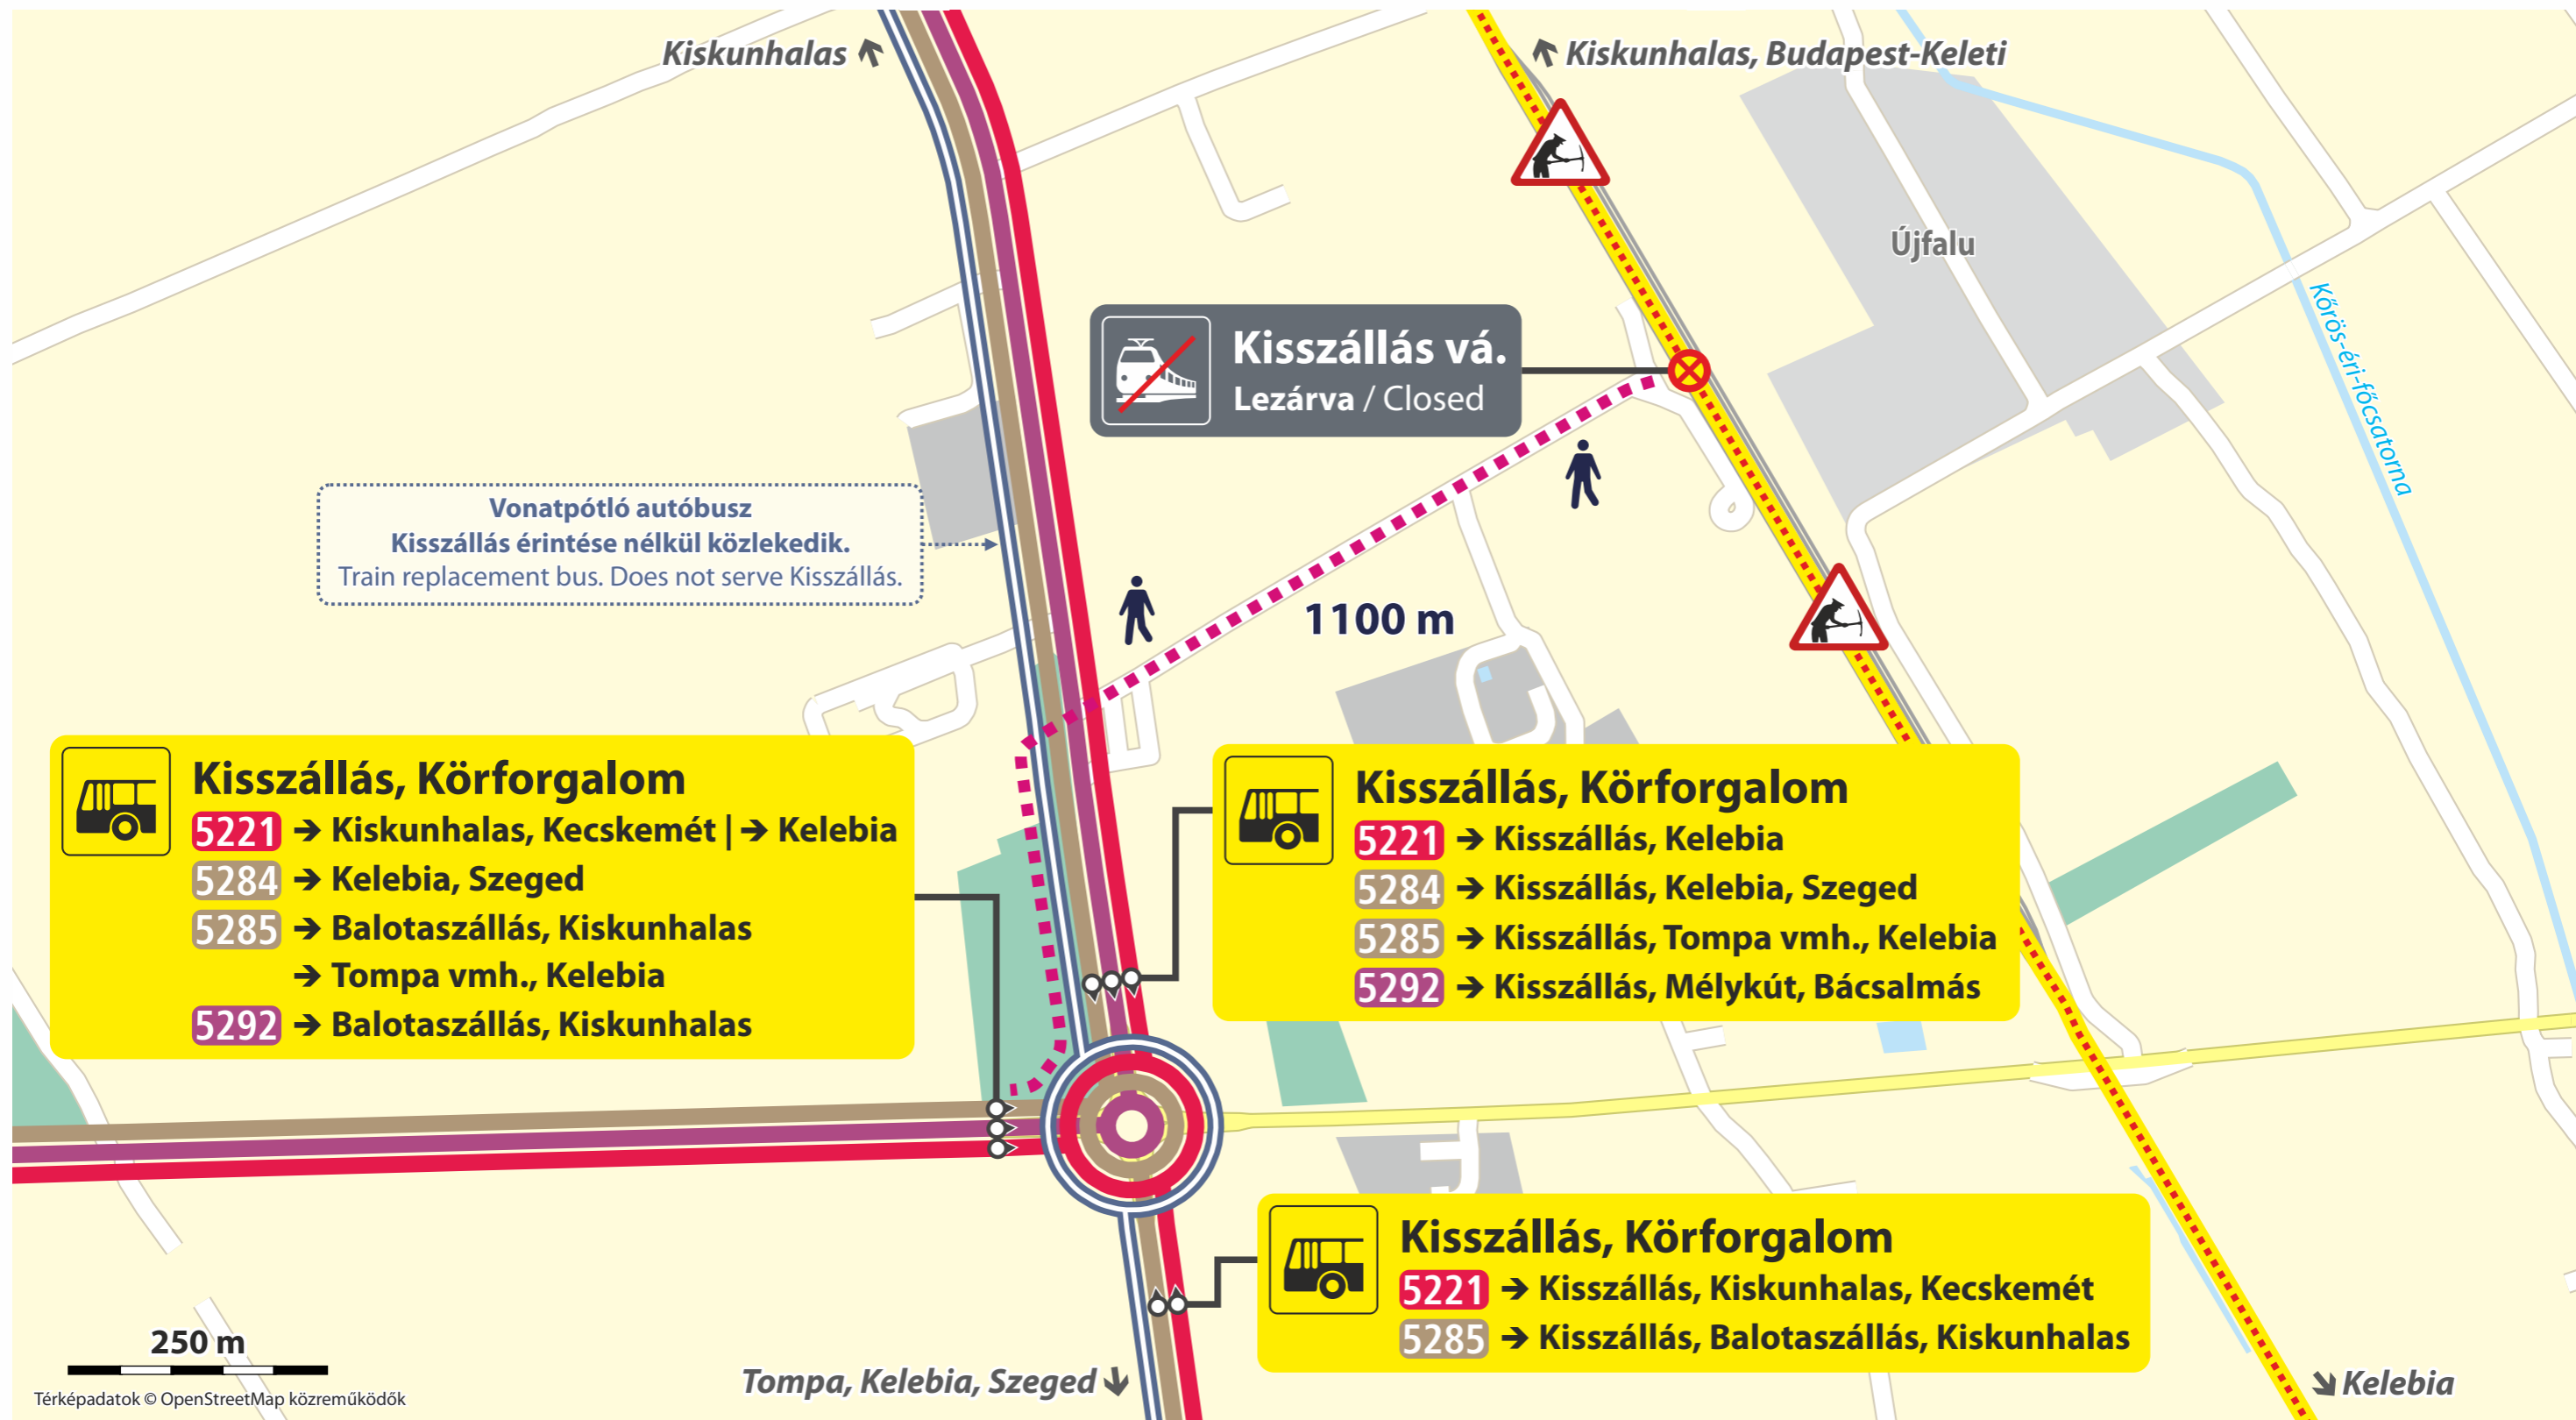 Kiskunhalas
Kiskunhalas, Budapest-Keleti
Újfalu
Kőrös-éri-főcsatorna
Kisszállás vá.
Lezárva / Closed
Vonatpótló autóbusz
Kisszállás érintése nélkül közlekedik.
Train replacement bus. Does not serve Kisszállás.
1100 m
Kisszállás, Körforgalom
5221 → Kiskunhalas, Kecskemét | → Kelebia
5284 → Kelebia, Szeged
5285 → Balotaszállás, Kiskunhalas
→ Tompa vmh., Kelebia
5292 → Balotaszállás, Kiskunhalas
Kisszállás, Körforgalom
5221 → Kisszállás, Kelebia
5284 → Kisszállás, Kelebia, Szeged
5285 → Kisszállás, Tompa vmh., Kelebia
5292 → Kisszállás, Mélykút, Bácsalmás
Kisszállás, Körforgalom
5221 → Kisszállás, Kiskunhalas, Kecskemét
5285 → Kisszállás, Balotaszállás, Kiskunhalas
250 m
Térképadatok © OpenStreetMap közreműködők
Tompa, Kelebia, Szeged
Kelebia